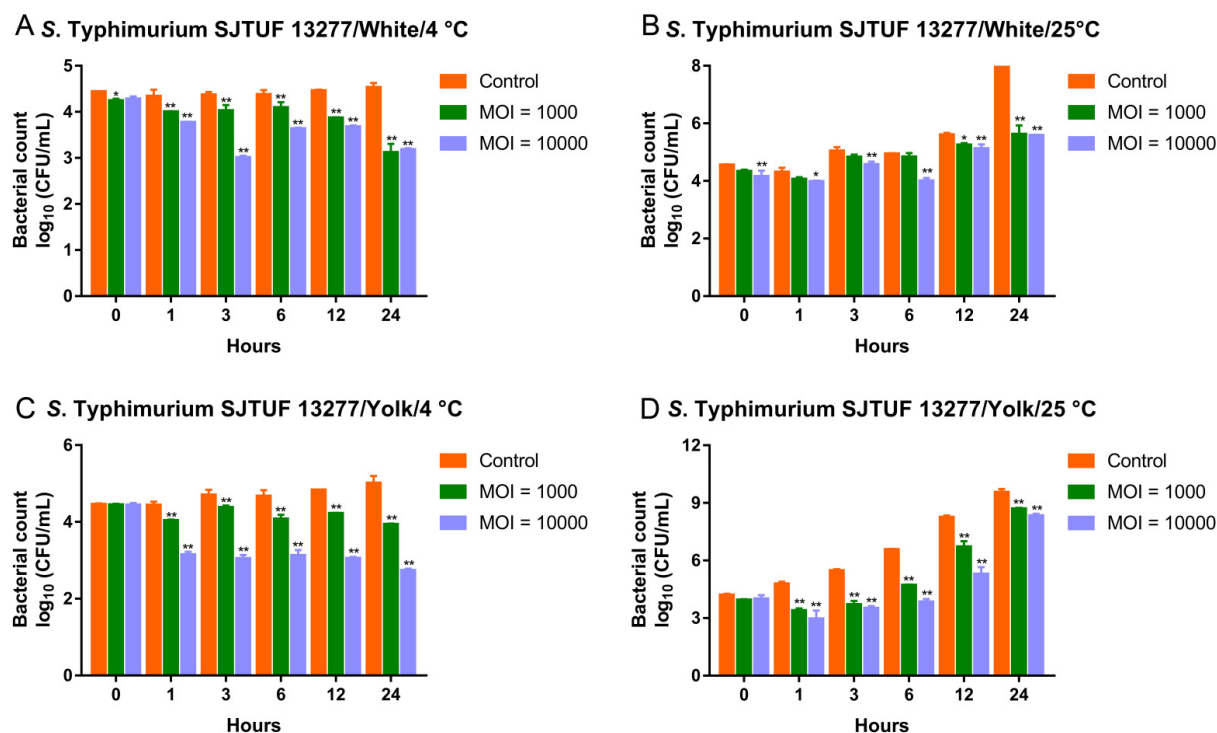 A S. Typhimurium SJTUF 13277/White/4 °C
Bacterial count
log10 (CFU/mL)
5
4
3
2
1
0
* ** ** ** ** ** ** ** ** ** **
0 1 3 6 12 24
Hours
Control
MOI = 1000
MOI = 10000
B S. Typhimurium SJTUF 13277/White/25°C
Bacterial count
log10 (CFU/mL)
8
6
4
2
0
** * ** ** * ** ** **
0 1 3 6 12 24
Hours
Control
MOI = 1000
MOI = 10000
C S. Typhimurium SJTUF 13277/Yolk/4 °C
Bacterial count
log10 (CFU/mL)
6
4
2
0
** ** ** ** ** ** ** ** ** **
0 1 3 6 12 24
Hours
Control
MOI = 1000
MOI = 10000
D S. Typhimurium SJTUF 13277/Yolk/25 °C
Bacterial count
log10 (CFU/mL)
12
9
6
3
0
** ** ** ** ** ** ** ** ** **
0 1 3 6 12 24
Hours
Control
MOI = 1000
MOI = 10000